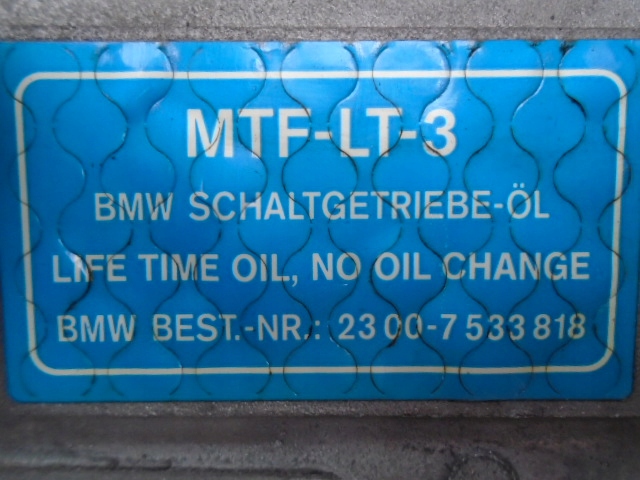 MTF-LT-3
BMW SCHALTGETRIEBE-ÖL
LIFE TIME OIL, NO OIL CHANGE
BMW BEST.-NR.: 23 00-7 533 818